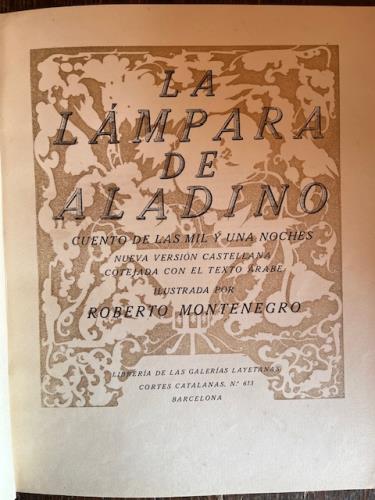 LA
LÁMPARA
DE
ALADINO
CUENTO DE LAS MIL Y UNA NOCHES
NUEVA VERSIÓN CASTELLANA
COTEJADA CON EL TEXTO ÁRABE,
ILUSTRADA POR
ROBERTO MONTENEGRO
LIBRERÍA DE LAS GALERÍAS LAYETANAS
CORTES CATALANAS, N.º 613
BARCELONA